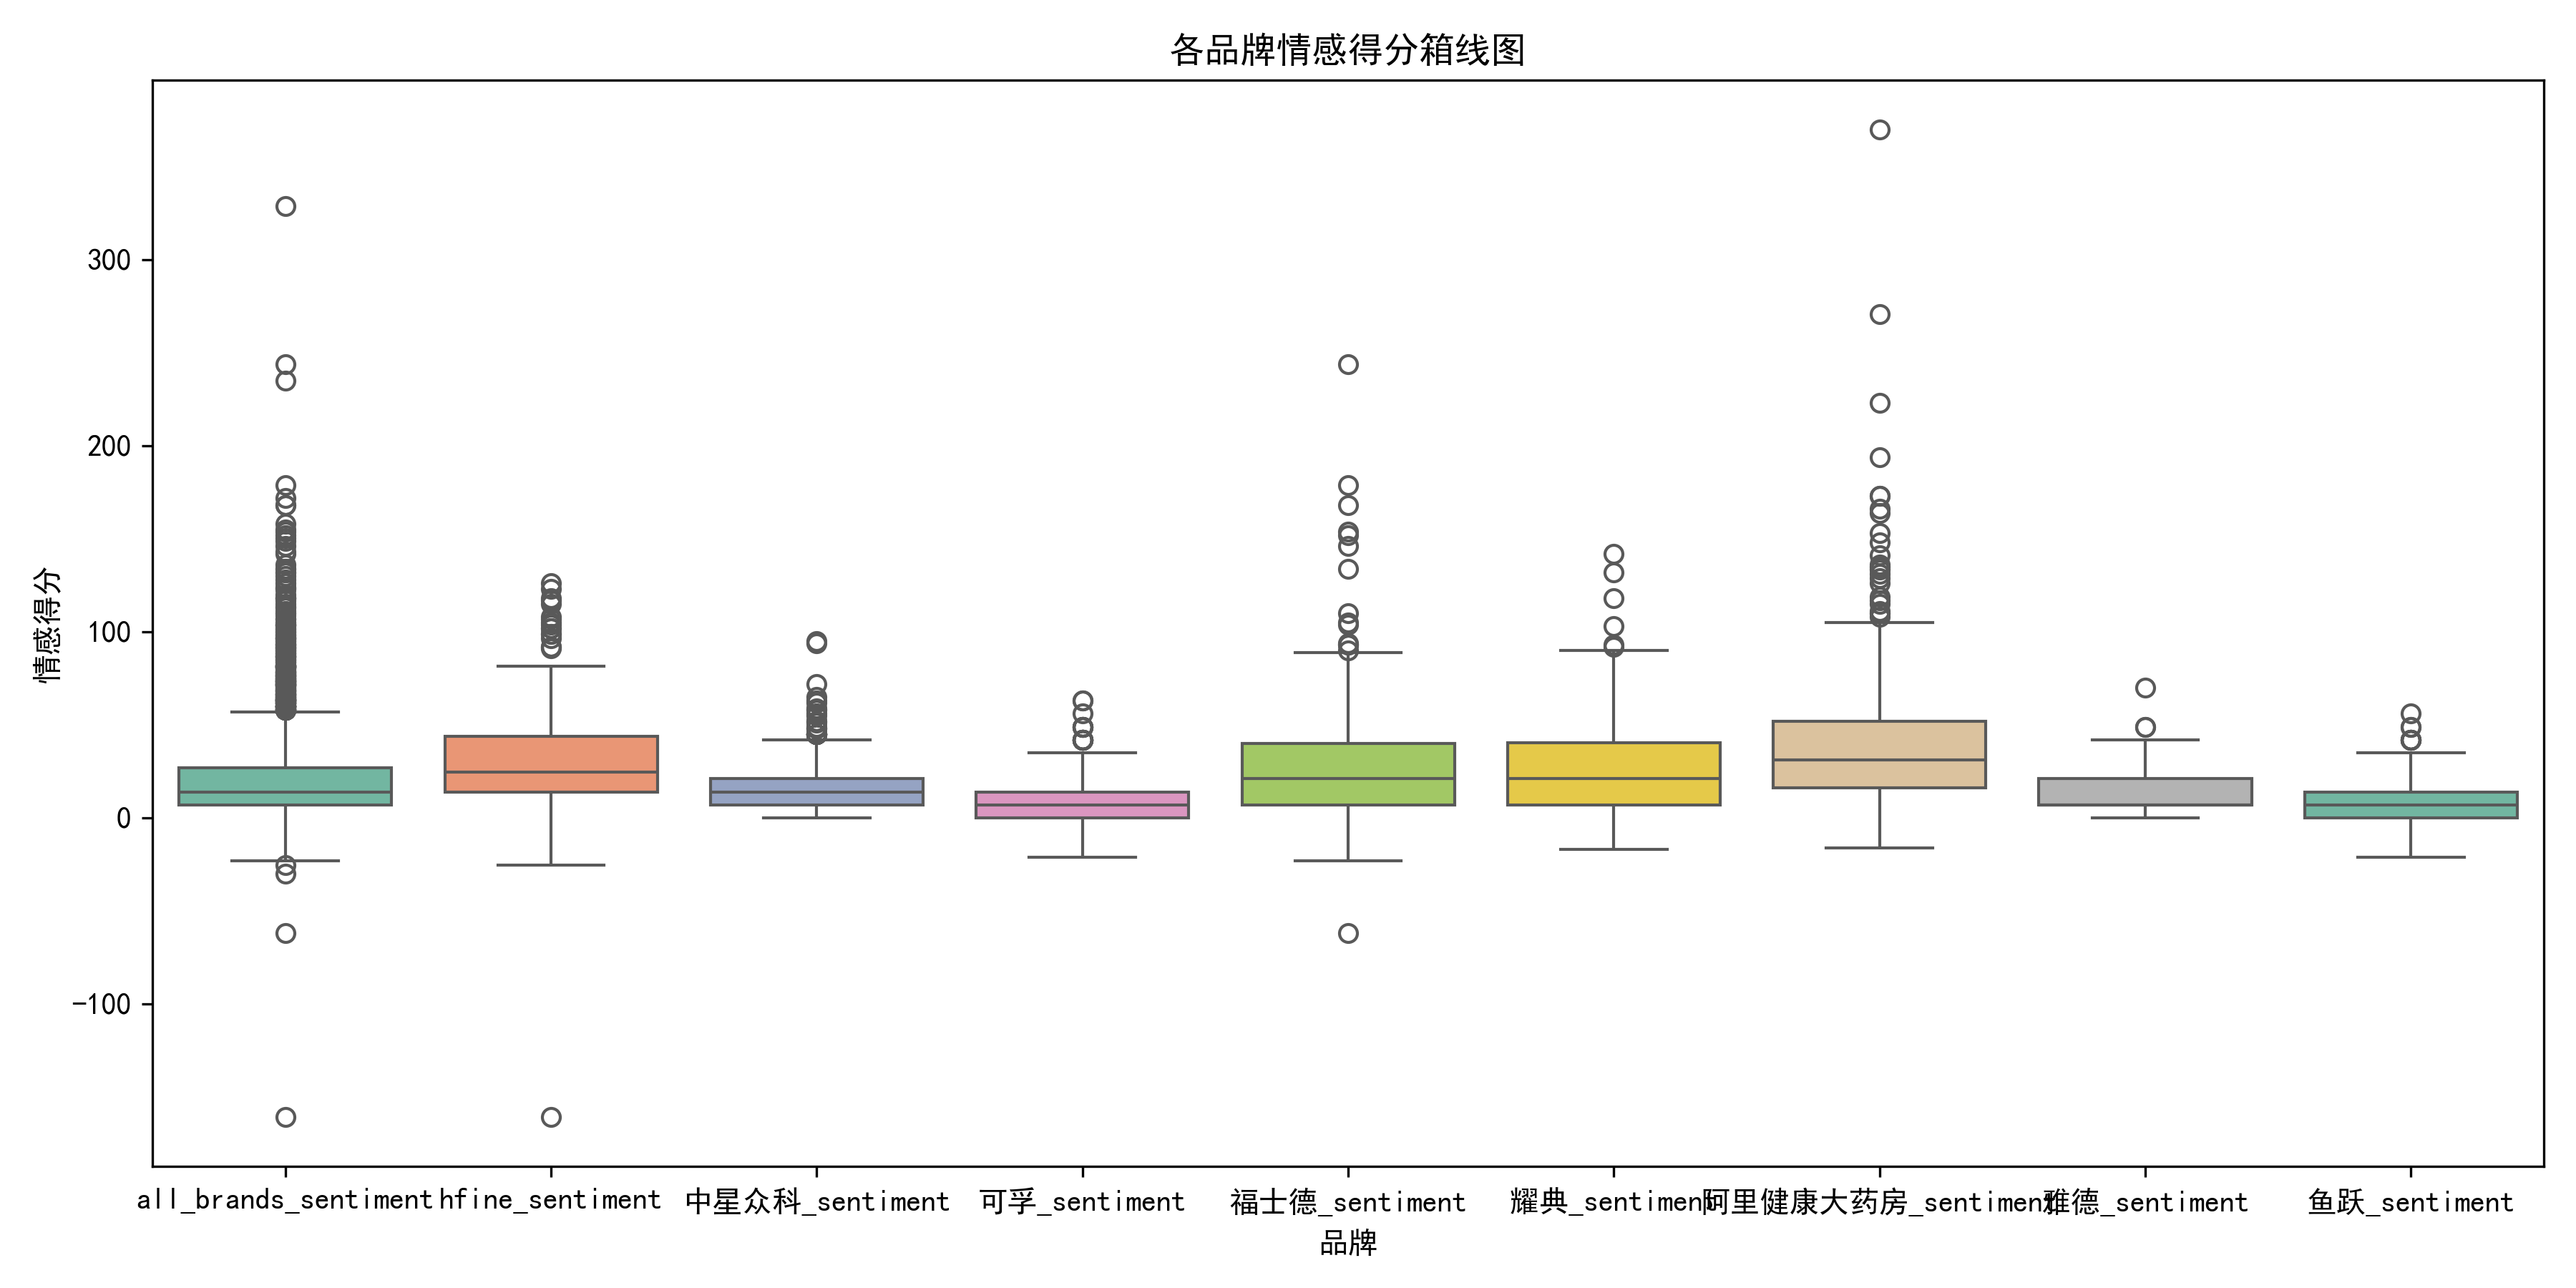 各品牌情感得分箱线图
情感得分
300
200
100
0
-100
all_brands_sentiment
hfine_sentiment
中星众科_sentiment
可孚_sentiment
福士德_sentiment
耀典_sentiment
阿里健康大药房_sentiment
雅德_sentiment
鱼跃_sentiment
品牌